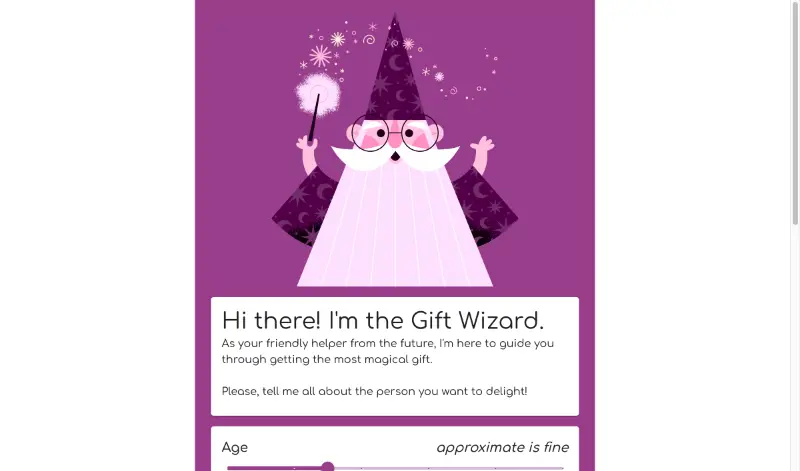 Hi there! I'm the Gift Wizard.
As your friendly helper from the future, I'm here to guide you
through getting the most magical gift.
Please, tell me all about the person you want to delight!
Age
approximate is fine